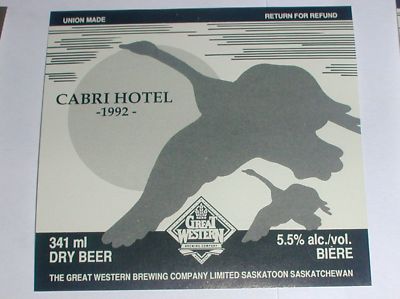 UNION MADE
RETURN FOR REFUND
CABRI HOTEL
-1992 -
GREAT
WESTERN
BREWING COMPANY
341 ml
DRY BEER
5.5% alc./vol.
BIÈRE
THE GREAT WESTERN BREWING COMPANY LIMITED SASKATOON SASKATCHEWAN